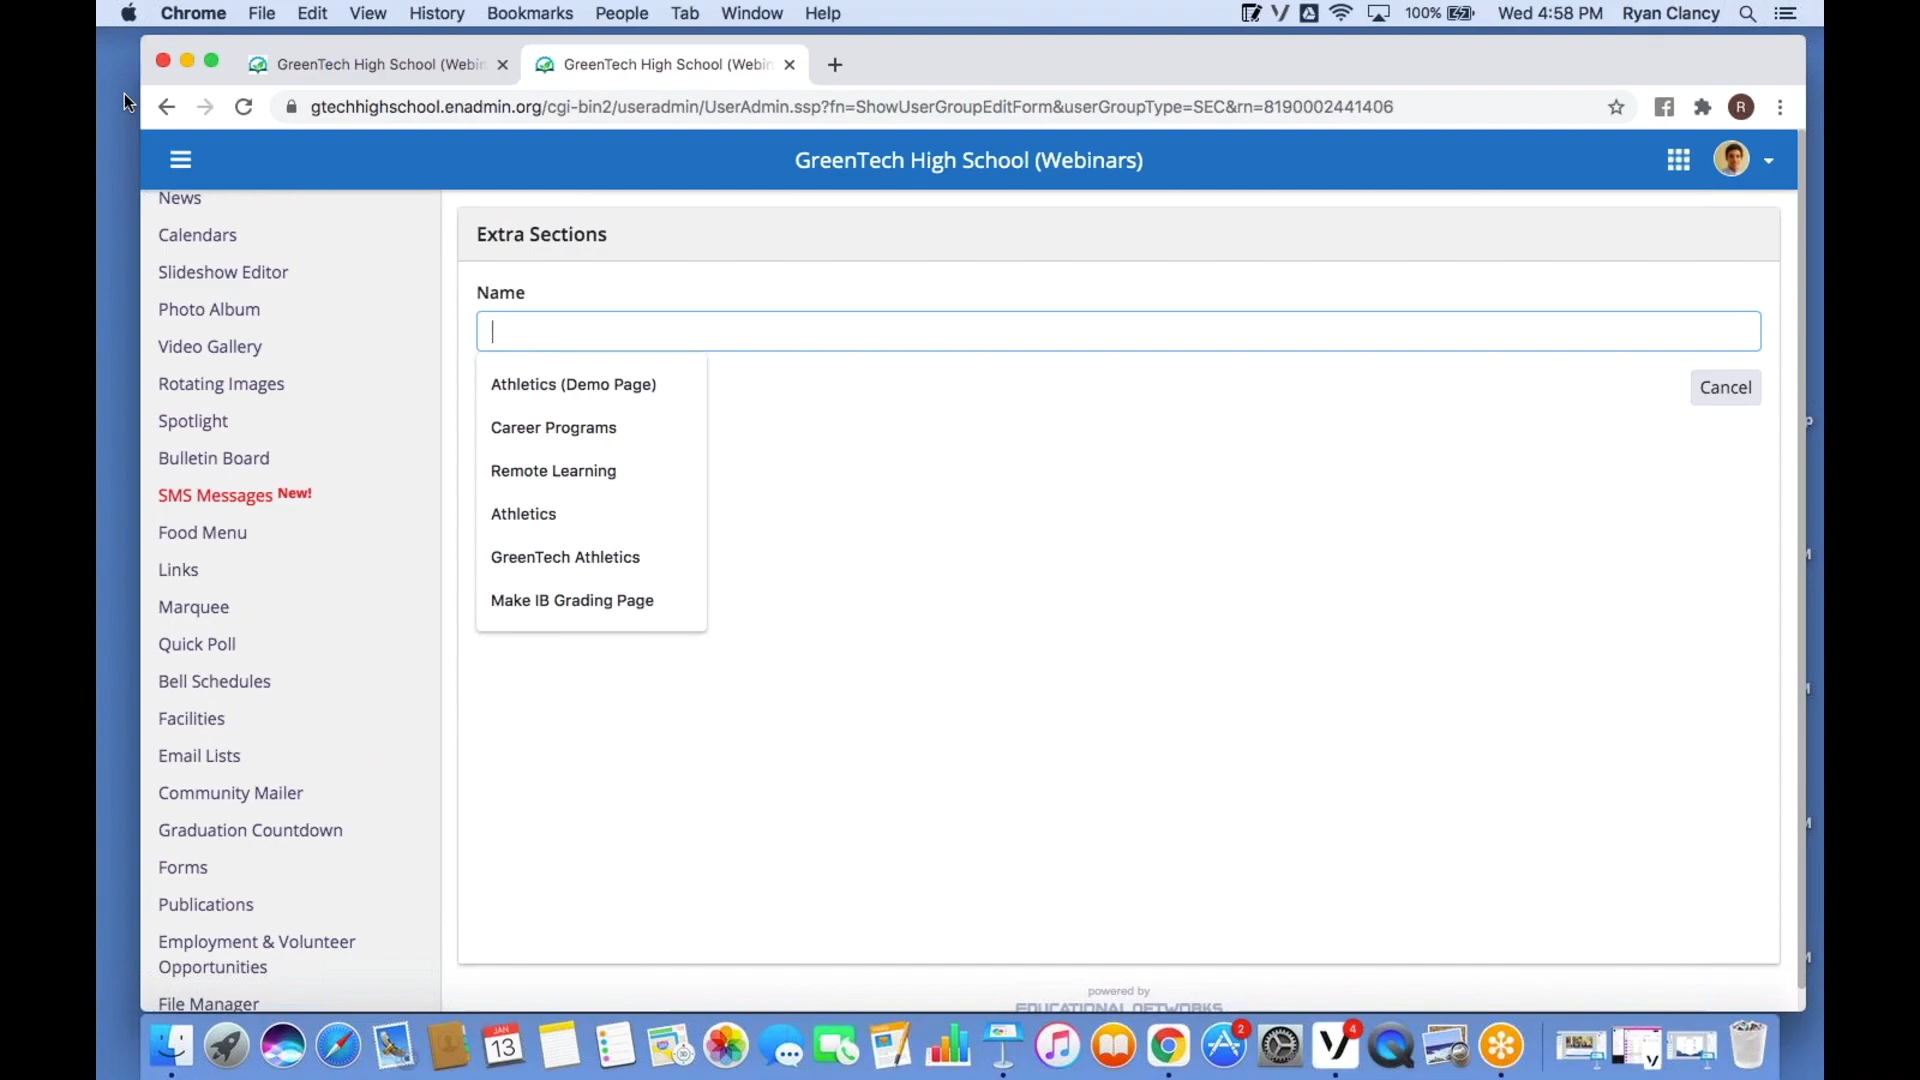 Chrome File Edit View History Bookmarks People Tab Window Help 100% Wed 4:58 PM Ryan Clancy
GreenTech High School (Webin
GreenTech High School (Webin
gtechhighschool.enadmin.org/cgi-bin2/useradmin/UserAdmin.ssp?fn=ShowUserGroupEditForm&userGroupType=SEC&rn=8190002441406
R
GreenTech High School (Webinars)
News
Calendars
Slideshow Editor
Photo Album
Video Gallery
Rotating Images
Spotlight
Bulletin Board
SMS Messages New!
Food Menu
Links
Marquee
Quick Poll
Bell Schedules
Facilities
Email Lists
Community Mailer
Graduation Countdown
Forms
Publications
Employment & Volunteer
Opportunities
File Manager
Extra Sections
Name
Athletics (Demo Page)
Career Programs
Remote Learning
Athletics
GreenTech Athletics
Make IB Grading Page
Cancel
powered by
EDUCATIONAL NETWORKS
JAN
13
2
4